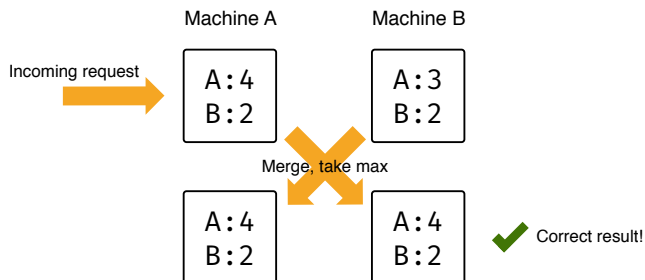 Machine A
Machine B
Incoming request
A:4
B:2
A:3
B:2
Merge, take max
A:4
B:2
A:4
B:2
Correct result!